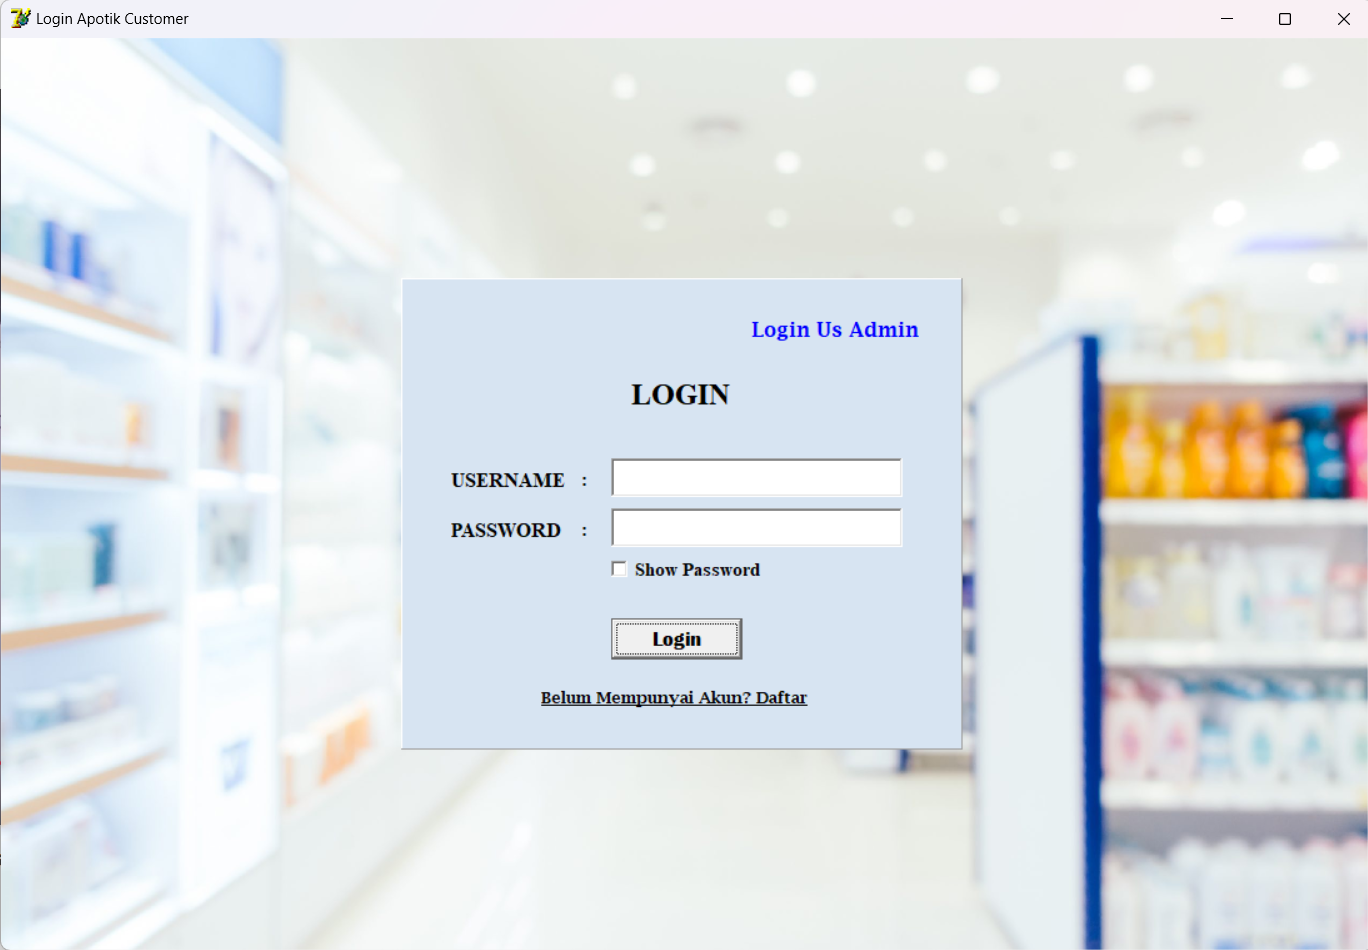 Login Apotik Customer
Login Us Admin
LOGIN
USERNAME :
PASSWORD :
Show Password
Login
Belum Mempunyai Akun? Daftar